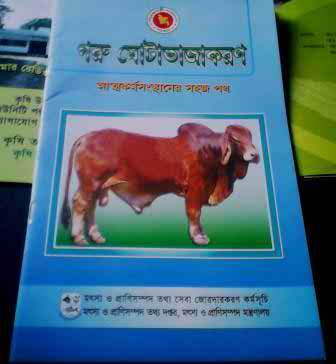 গরু মোটাতাজাকরণ
আত্মকর্মসংস্থানের সহজ পথ
মৎস্য ও প্রাণিসম্পদ তথ্য সেবা জোরদারকরণ কর্মসূচি
মৎস্য ও প্রাণিসম্পদ তথ্য দপ্তর, মৎস্য ও প্রাণিসম্পদ মন্ত্রণালয়
কৃষি
কৃষি ত
কৃষি